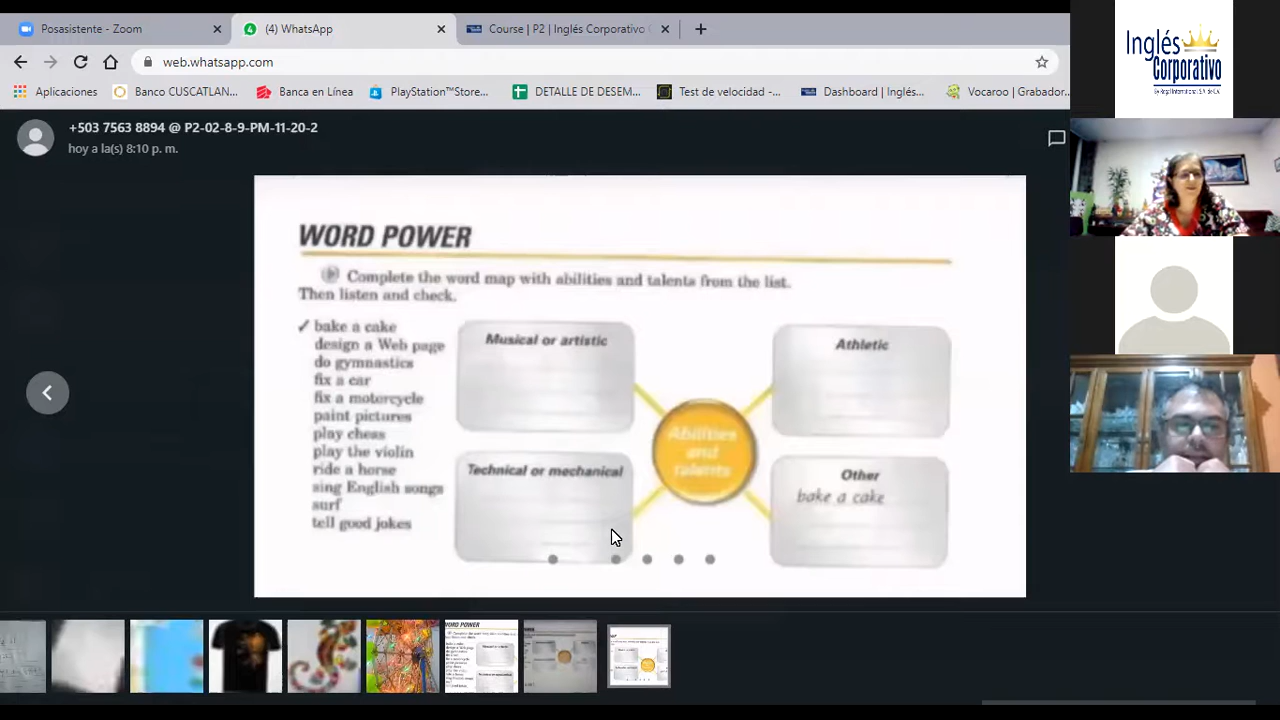 Posasistente - Zoom
(4) WhatsApp
Course | P2 | Inglés Corporativo
web.whatsapp.com
Aplicaciones
Banco CUSCATLAN...
Banca en Línea
PlayStation™Store...
DETALLE DE DESEM...
Test de velocidad -...
Dashboard | Inglés...
Vocaroo | Grabador...
+503 7563 8894 @ P2-02-8-9-PM-11-20-2
hoy a la(s) 8:10 p. m.
Inglés
Corporativo
WORD POWER
Complete the word map with abilities and talents from the list.
Then listen and check.
✓ bake a cake
design a Web page
do gymnastics
fix a car
fix a motorcycle
paint pictures
play chess
play the violin
ride a horse
sing English songs
surf
tell good jokes
Musical or artistic
Athletic
Abilities
and
talents
Technical or mechanical
Other
bake a cake
WORD POWER